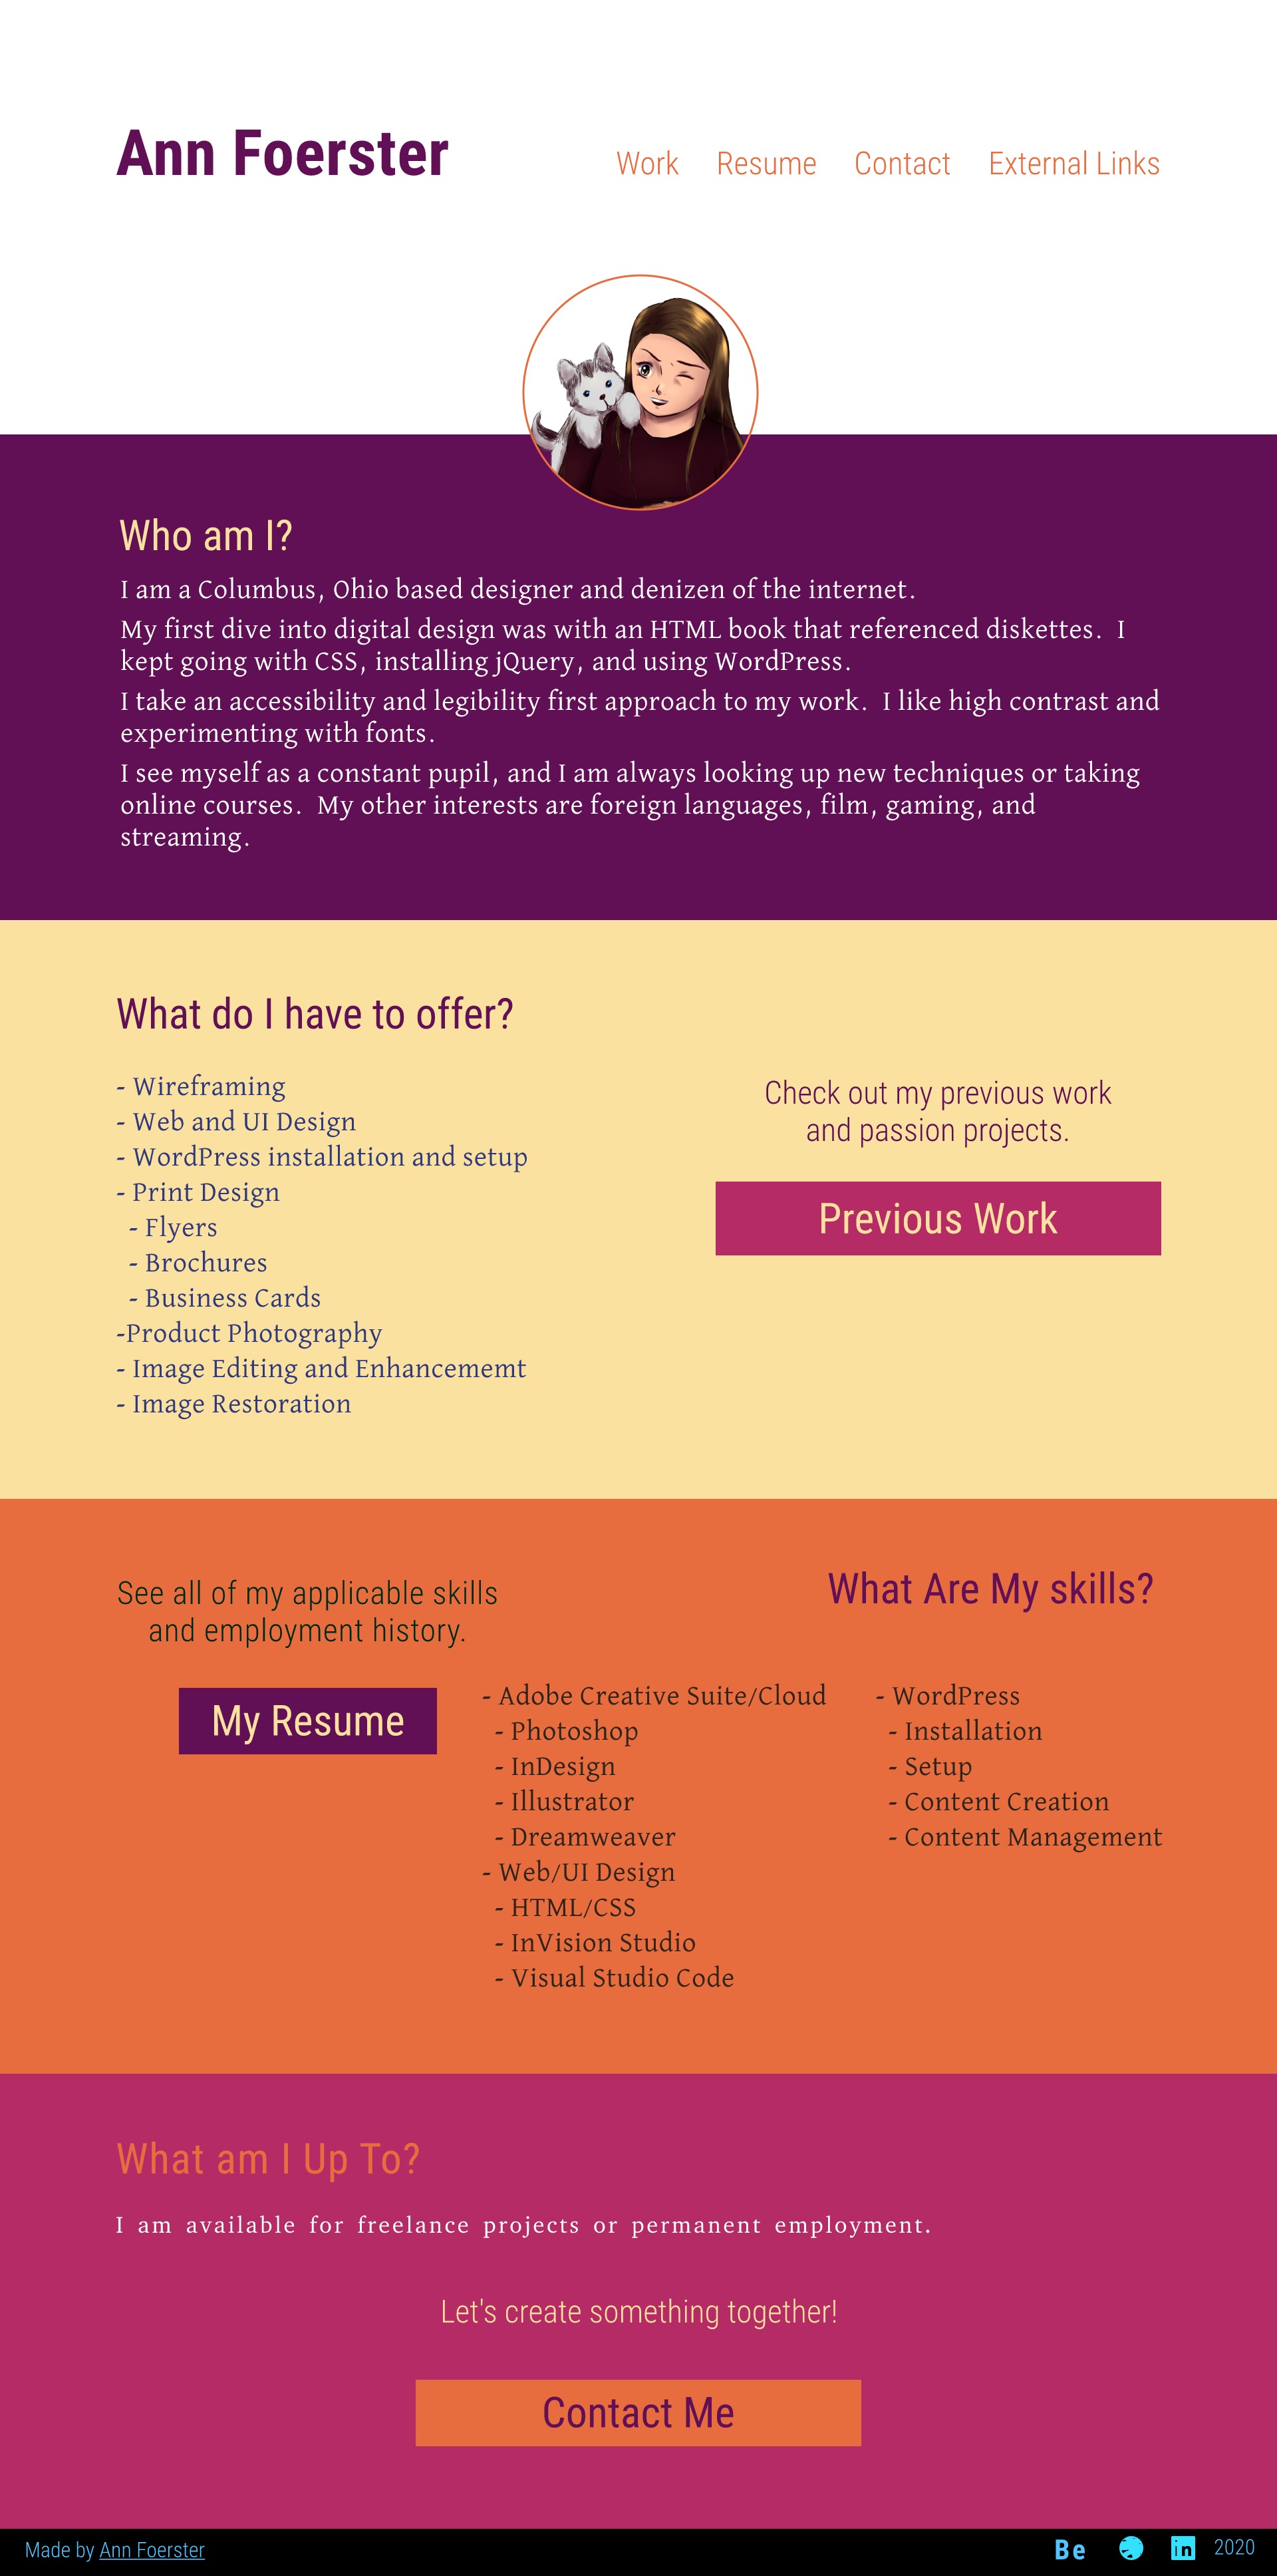 Ann Foerster
Work Resume Contact External Links
Who am I?
I am a Columbus, Ohio based designer and denizen of the internet.
My first dive into digital design was with an HTML book that referenced diskettes.  I
kept going with CSS, installing jQuery, and using WordPress.
I take an accessibility and legibility first approach to my work.  I like high contrast and
experimenting with fonts.
I see myself as a constant pupil, and I am always looking up new techniques or taking
online courses.  My other interests are foreign languages, film, gaming, and
streaming.
What do I have to offer?
- Wireframing
- Web and UI Design
- WordPress installation and setup
- Print Design
- Flyers
- Brochures
- Business Cards
-Product Photography
- Image Editing and Enhancememt
- Image Restoration
Check out my previous work
and passion projects.
Previous Work
See all of my applicable skills
and employment history.
My Resume
What Are My skills?
- Adobe Creative Suite/Cloud
- Photoshop
- InDesign
- Illustrator
- Dreamweaver
- Web/UI Design
- HTML/CSS
- InVision Studio
- Visual Studio Code
- WordPress
- Installation
- Setup
- Content Creation
- Content Management
What am I Up To?
I am available for freelance projects or permanent employment.
Let's create something together!
Contact Me
Made by Ann Foerster
Be in 2020